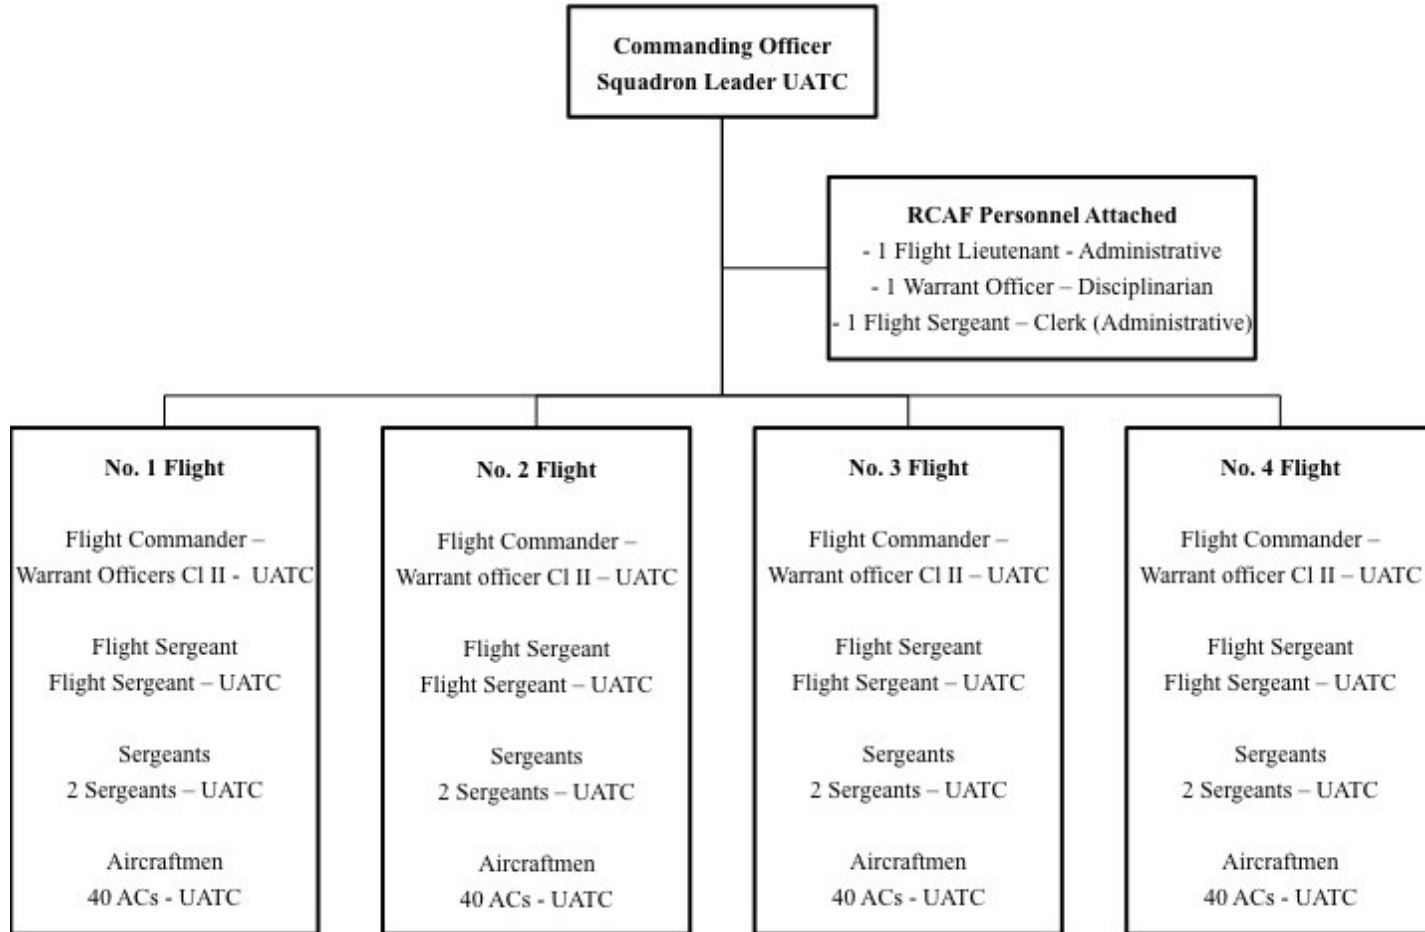 Commanding Officer
Squadron Leader UATC
RCAF Personnel Attached
- 1 Flight Lieutenant - Administrative
- 1 Warrant Officer – Disciplinarian
- 1 Flight Sergeant – Clerk (Administrative)
No. 1 Flight
Flight Commander –
Warrant Officers Cl II - UATC
Flight Sergeant
Flight Sergeant – UATC
Sergeants
2 Sergeants – UATC
Aircraftmen
40 ACs - UATC
No. 2 Flight
Flight Commander –
Warrant officer Cl II – UATC
Flight Sergeant
Flight Sergeant – UATC
Sergeants
2 Sergeants – UATC
Aircraftmen
40 ACs - UATC
No. 3 Flight
Flight Commander –
Warrant officer Cl II – UATC
Flight Sergeant
Flight Sergeant – UATC
Sergeants
2 Sergeants – UATC
Aircraftmen
40 ACs - UATC
No. 4 Flight
Flight Commander –
Warrant officer Cl II – UATC
Flight Sergeant
Flight Sergeant – UATC
Sergeants
2 Sergeants – UATC
Aircraftmen
40 ACs - UATC